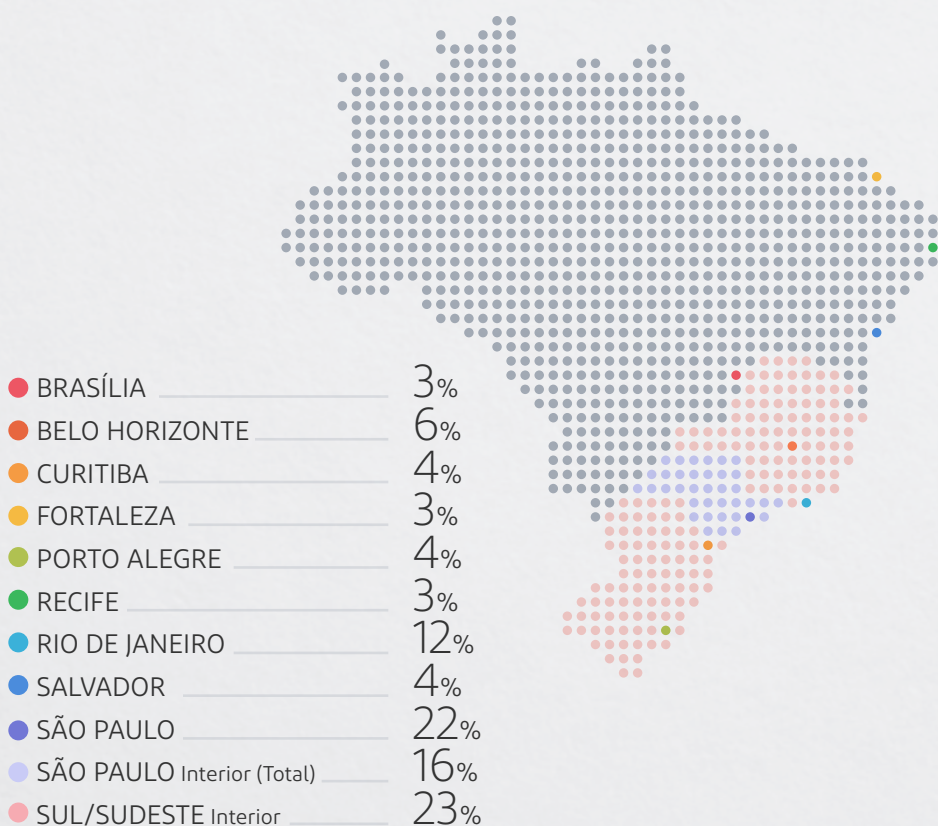 BRASÍLIA 3%
BELO HORIZONTE 6%
CURITIBA 4%
FORTALEZA 3%
PORTO ALEGRE 4%
RECIFE 3%
RIO DE JANEIRO 12%
SALVADOR 4%
SÃO PAULO 22%
SÃO PAULO Interior (Total) 16%
SUL/SUDESTE Interior 23%